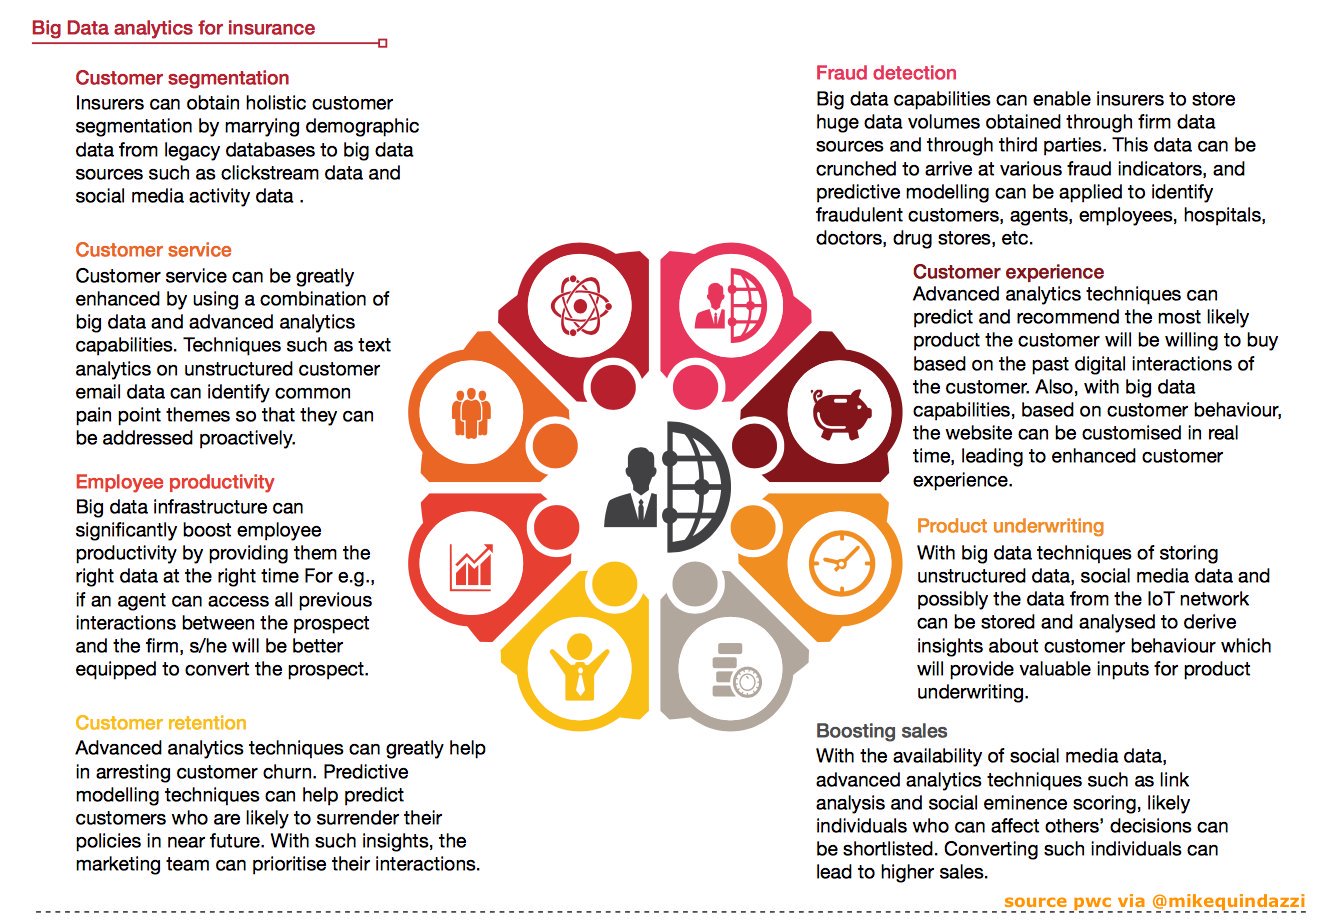 Big Data analytics for insurance
Customer segmentation
Insurers can obtain holistic customer
segmentation by marrying demographic
data from legacy databases to big data
sources such as clickstream data and
social media activity data .
Customer service
Customer service can be greatly
enhanced by using a combination of
big data and advanced analytics
capabilities. Techniques such as text
analytics on unstructured customer
email data can identify common
pain point themes so that they can
be addressed proactively.
Employee productivity
Big data infrastructure can
significantly boost employee
productivity by providing them the
right data at the right time For e.g.,
if an agent can access all previous
interactions between the prospect
and the firm, s/he will be better
equipped to convert the prospect.
Customer retention
Advanced analytics techniques can greatly help
in arresting customer churn. Predictive
modelling techniques can help predict
customers who are likely to surrender their
policies in near future. With such insights, the
marketing team can prioritise their interactions.
Fraud detection
Big data capabilities can enable insurers to store
huge data volumes obtained through firm data
sources and through third parties. This data can be
crunched to arrive at various fraud indicators, and
predictive modelling can be applied to identify
fraudulent customers, agents, employees, hospitals,
doctors, drug stores, etc.
Customer experience
Advanced analytics techniques can
predict and recommend the most likely
product the customer will be willing to buy
based on the past digital interactions of
the customer. Also, with big data
capabilities, based on customer behaviour,
the website can be customised in real
time, leading to enhanced customer
experience.
Product underwriting
With big data techniques of storing
unstructured data, social media data and
possibly the data from the IoT network
can be stored and analysed to derive
insights about customer behaviour which
will provide valuable inputs for product
underwriting.
Boosting sales
With the availability of social media data,
advanced analytics techniques such as link
analysis and social eminence scoring, likely
individuals who can affect others’ decisions can
be shortlisted. Converting such individuals can
lead to higher sales.
source pwc via @mikequindazzi